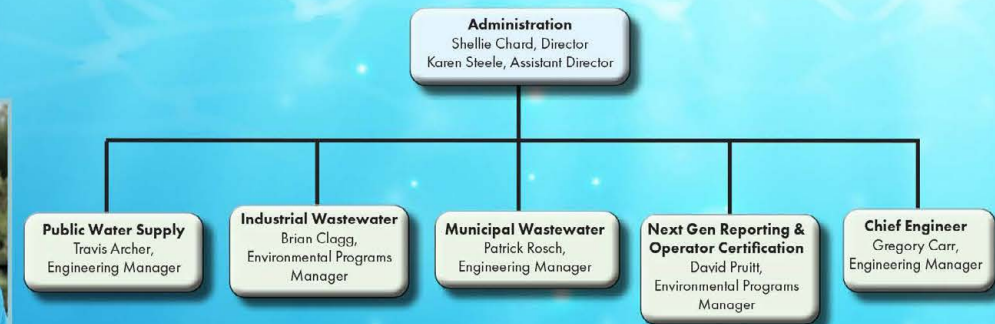 Administration
Shellie Chard, Director
Karen Steele, Assistant Director
Public Water Supply
Travis Archer,
Engineering Manager
Industrial Wastewater
Brian Clagg,
Environmental Programs
Manager
Municipal Wastewater
Patrick Rosch,
Engineering Manager
Next Gen Reporting &
Operator Certification
David Pruitt,
Environmental Programs
Manager
Chief Engineer
Gregory Carr,
Engineering Manager